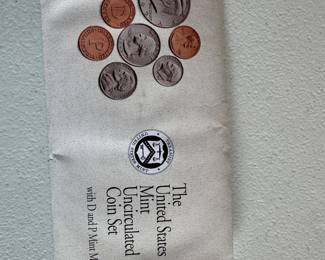 The
United States
Mint
Uncirculated
Coin Set
with D and P Mint M
D
P